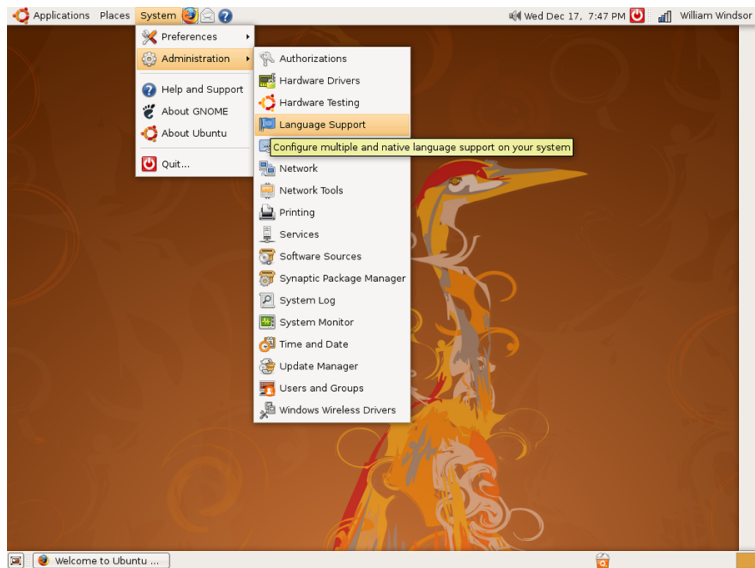 Applications Places System Wed Dec 17, 7:47 PM William Windsor
Preferences
Administration
Help and Support
About GNOME
About Ubuntu
Quit...
Authorizations
Hardware Drivers
Hardware Testing
Language Support
Configure multiple and native language support on your system
Network
Network Tools
Printing
Services
Software Sources
Synaptic Package Manager
System Log
System Monitor
Time and Date
Update Manager
Users and Groups
Windows Wireless Drivers
Welcome to Ubuntu ...